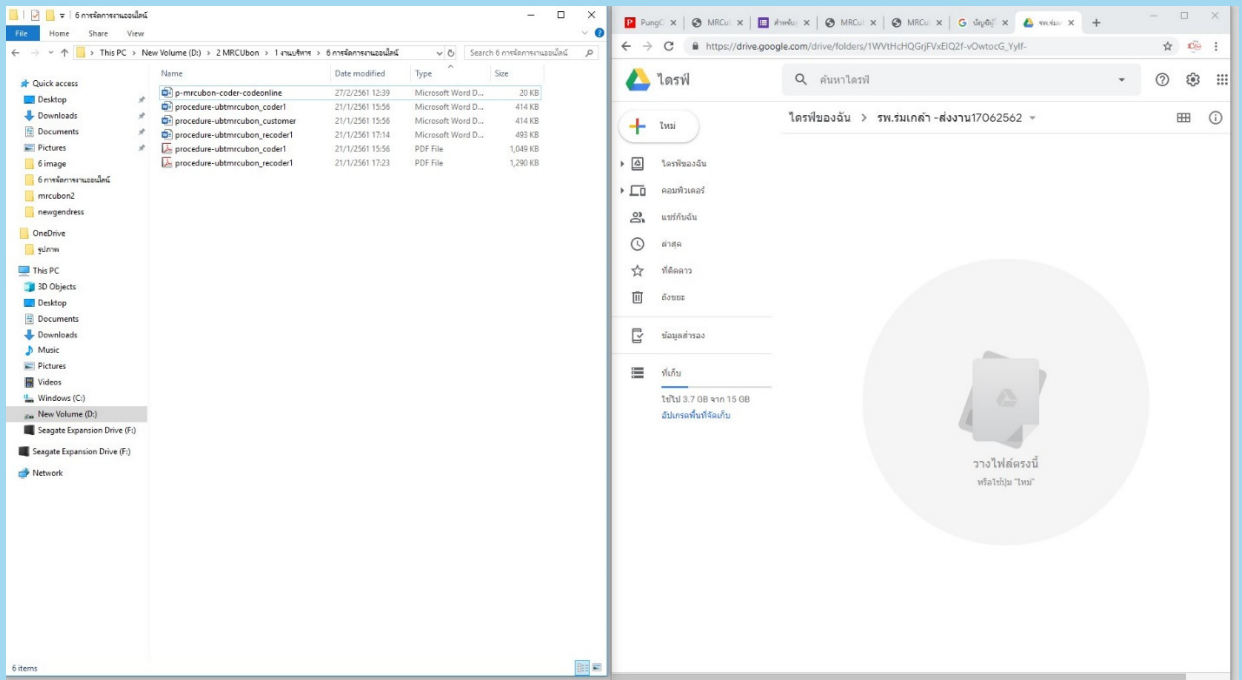 6 การจัดการงานออนไลน์
File Home Share View
This PC > New Volume (D:) > 2 MRCUbon > 1 งานบริหาร > 6 การจัดการงานออนไลน์
Search 6 การจัดการงานออนไลน์
Name Date modified Type Size
p-mrcubon-coder-codeonline 27/2/2561 12:39 Microsoft Word D... 20 KB
procedure-ubtmrcubon_coder1 21/1/2561 15:56 Microsoft Word D... 414 KB
procedure-ubtmrcubon_customer 21/1/2561 15:56 Microsoft Word D... 414 KB
procedure-ubtmrcubon_recoder1 21/1/2561 17:14 Microsoft Word D... 493 KB
procedure-ubtmrcubon_coder1 21/1/2561 15:56 PDF File 1,049 KB
procedure-ubtmrcubon_recoder1 21/1/2561 17:23 PDF File 1,290 KB
Quick access
Desktop
Downloads
Documents
Pictures
6 image
6 การจัดการงานออนไลน์
mrcubon2
newgendress
OneDrive
รูปภาพ
This PC
3D Objects
Desktop
Documents
Downloads
Music
Pictures
Videos
Windows (C:)
New Volume (D:)
Seagate Expansion Drive (F:)
Seagate Expansion Drive (F:)
Network
6 items
PungC MRCul MRCul MRCul
https://drive.google.com/drive/folders/1WVtHcHQGrjFVxEIQ2f-vOwtocG_Yylf-
ไดรฟ์
ค้นหาไดรฟ์
ใหม่
ไดรฟ์ของฉัน > รพ.ร่มเกล้า -ส่งงาน17062562
ไดรฟ์ของฉัน
คอมพิวเตอร์
แชร์กับฉัน
ล่าสุด
ที่ติดดาว
ถังขยะ
ข้อมูลสำรอง
ที่เก็บ
ใช้ไป 3.7 GB จาก 15 GB
อัปเกรดพื้นที่จัดเก็บ
วางไฟล์ตรงนี้
หรือใช้ปุ่ม "ใหม่"